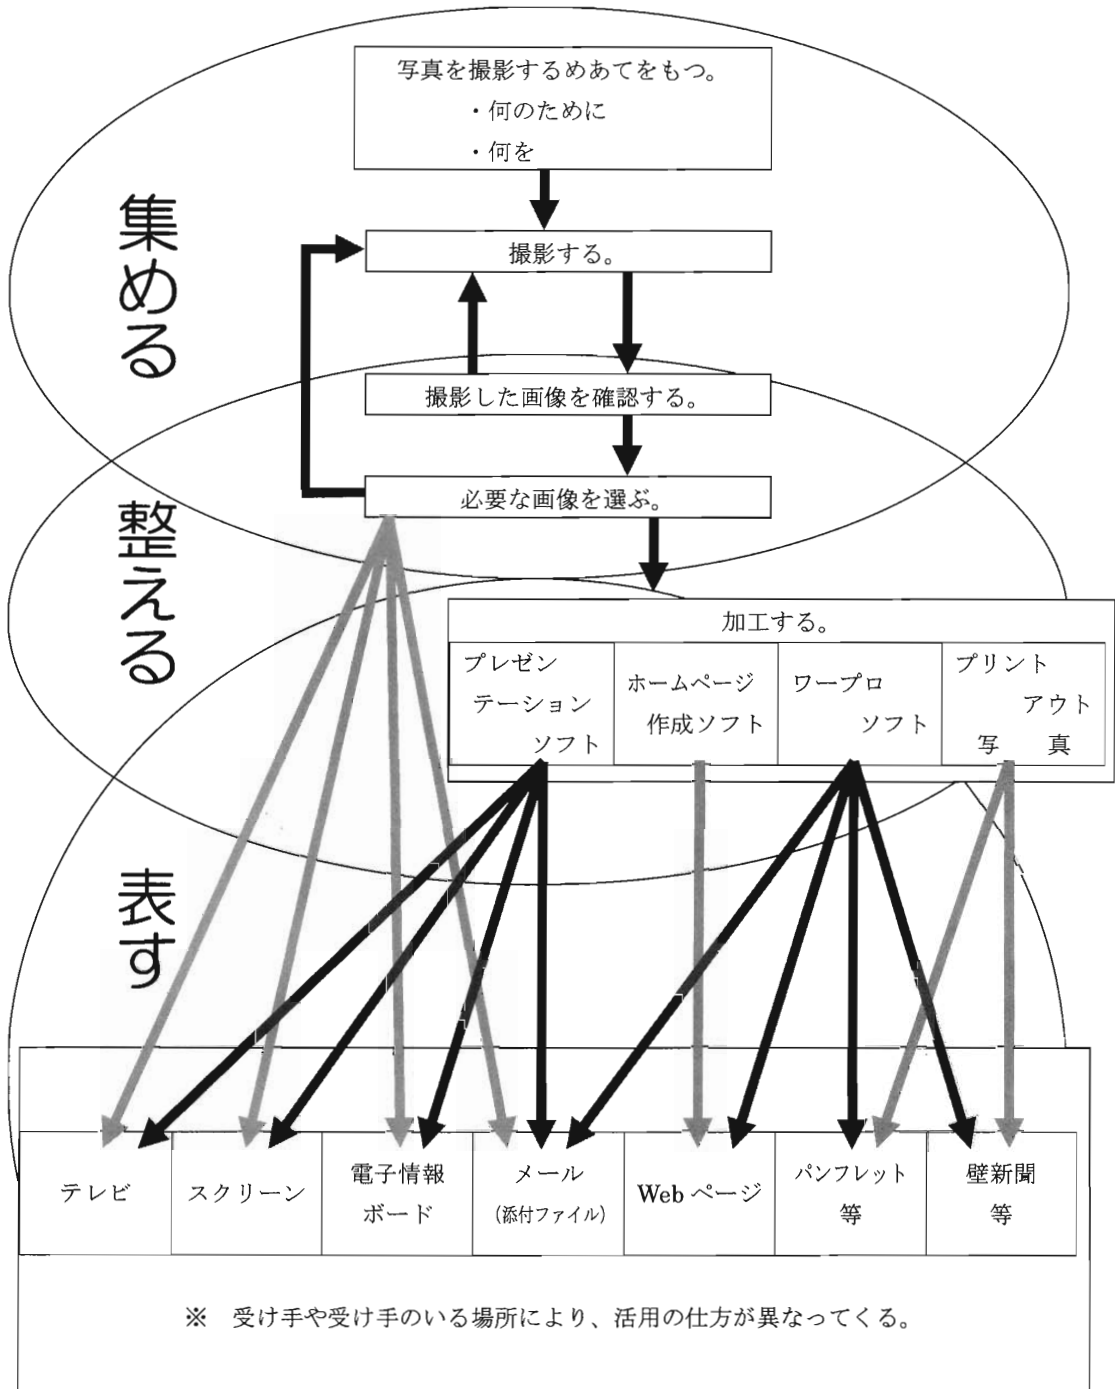 写真を撮影するめあてをもつ。
・何のために
・何を
集める
撮影する。
撮影した画像を確認する。
必要な画像を選ぶ。
整える
加工する。
プレゼン
テーション
ソフト
ホームページ
作成ソフト
ワープロ
ソフト
プリント
アウト
写　真
表す
テレビ
スクリーン
電子情報
ボード
メール
(添付ファイル)
Web ページ
パンフレット
等
壁新聞
等
※　受け手や受け手のいる場所により、活用の仕方が異なってくる。